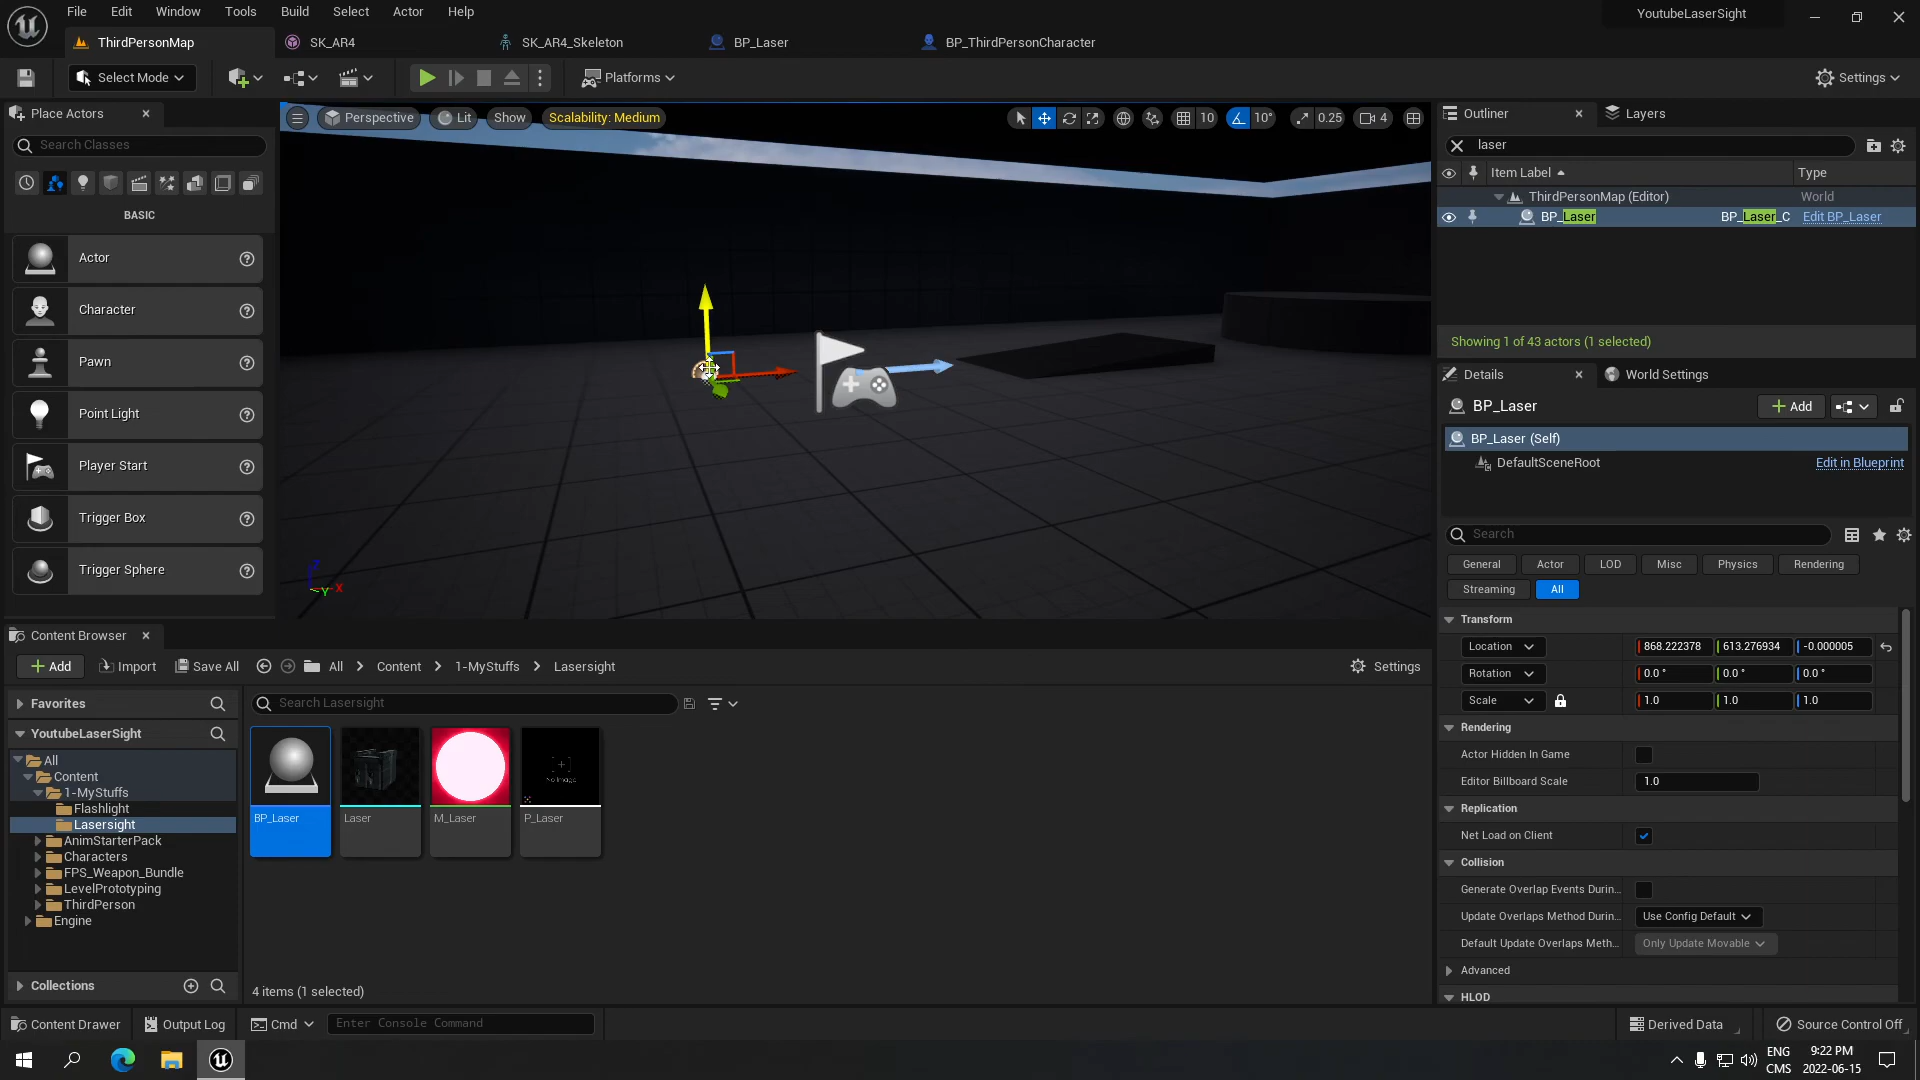 File Edit Window Tools Build Select Actor Help
YoutubeLaserSight
ThirdPersonMap SK_AR4 SK_AR4_Skeleton BP_Laser BP_ThirdPersonCharacter
Select Mode Platforms Settings
Place Actors
Search Classes
BASIC
Actor
Character
Pawn
Point Light
Player Start
Trigger Box
Trigger Sphere
Perspective Lit Show Scalability: Medium 10 10° 0.25 4
Z
Y X
Outliner Layers
laser
Item Label Type
ThirdPersonMap (Editor) World
BP_Laser BP_Laser_C Edit BP_Laser
Showing 1 of 43 actors (1 selected)
Details World Settings
BP_Laser Add
BP_Laser (Self)
DefaultSceneRoot Edit in Blueprint
Search
General Actor LOD Misc Physics Rendering
Streaming All
Transform
Location 868.222378 613.276934 -0.000005
Rotation 0.0 ° 0.0 ° 0.0 °
Scale 1.0 1.0 1.0
Rendering
Actor Hidden In Game
Editor Billboard Scale 1.0
Replication
Net Load on Client
Collision
Generate Overlap Events Durin...
Update Overlaps Method Durin... Use Config Default
Default Update Overlaps Meth... Only Update Movable
Advanced
HLOD
Content Browser
Add Import Save All All Content 1-MyStuffs Lasersight Settings
Favorites
YoutubeLaserSight
All
Content
1-MyStuffs
Flashlight
Lasersight
AnimStarterPack
Characters
FPS_Weapon_Bundle
LevelPrototyping
ThirdPerson
Engine
Collections
Search Lasersight
No Image
BP_Laser Laser M_Laser P_Laser
4 items (1 selected)
Content Drawer Output Log Cmd Enter Console Command Derived Data Source Control Off
ENG
CMS
9:22 PM
2022-06-15